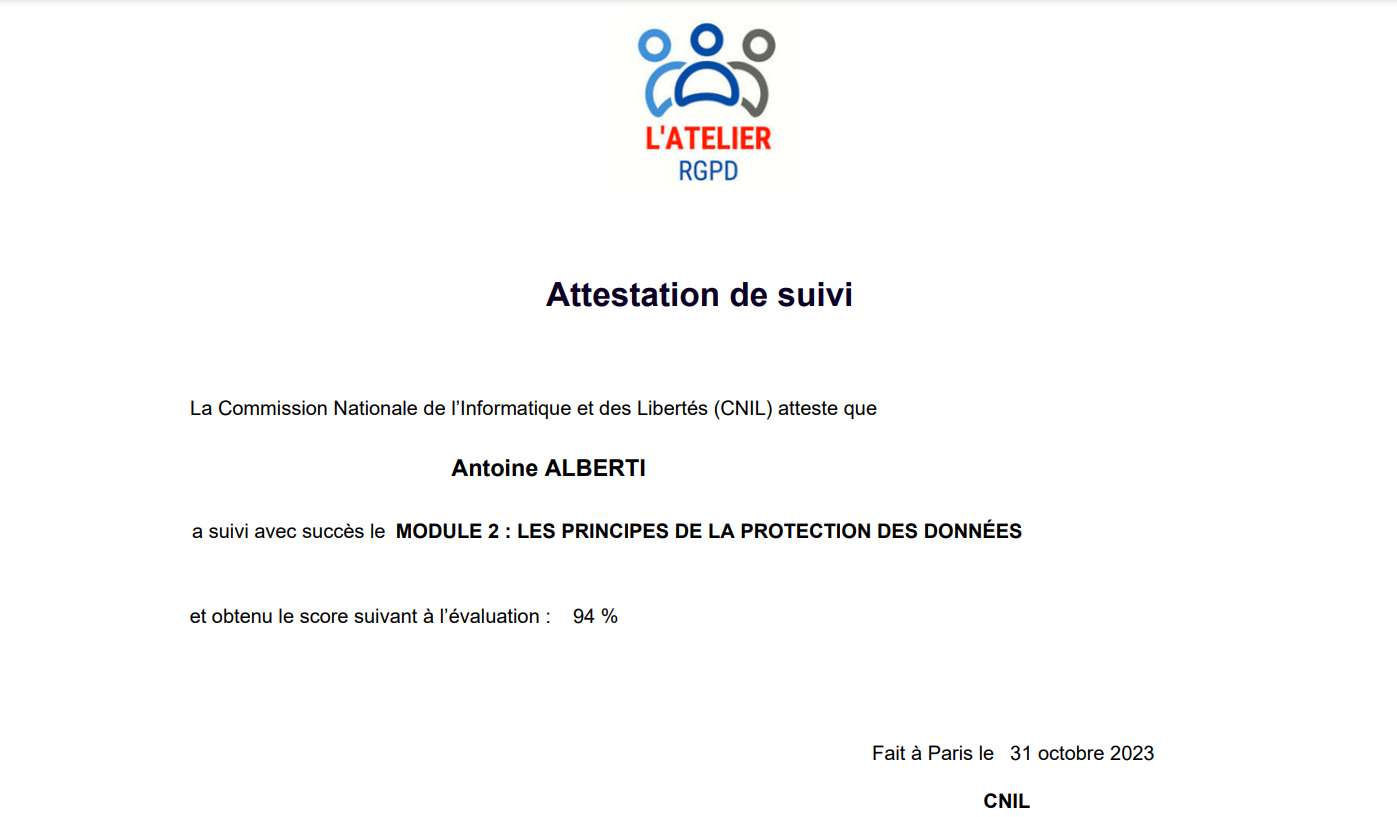 L'ATELIER
RGPD
Attestation de suivi
La Commission Nationale de l’Informatique et des Libertés (CNIL) atteste que
Antoine ALBERTI
a suivi avec succès le MODULE 2 : LES PRINCIPES DE LA PROTECTION DES DONNÉES
et obtenu le score suivant à l’évaluation : 94 %
Fait à Paris le 31 octobre 2023
CNIL